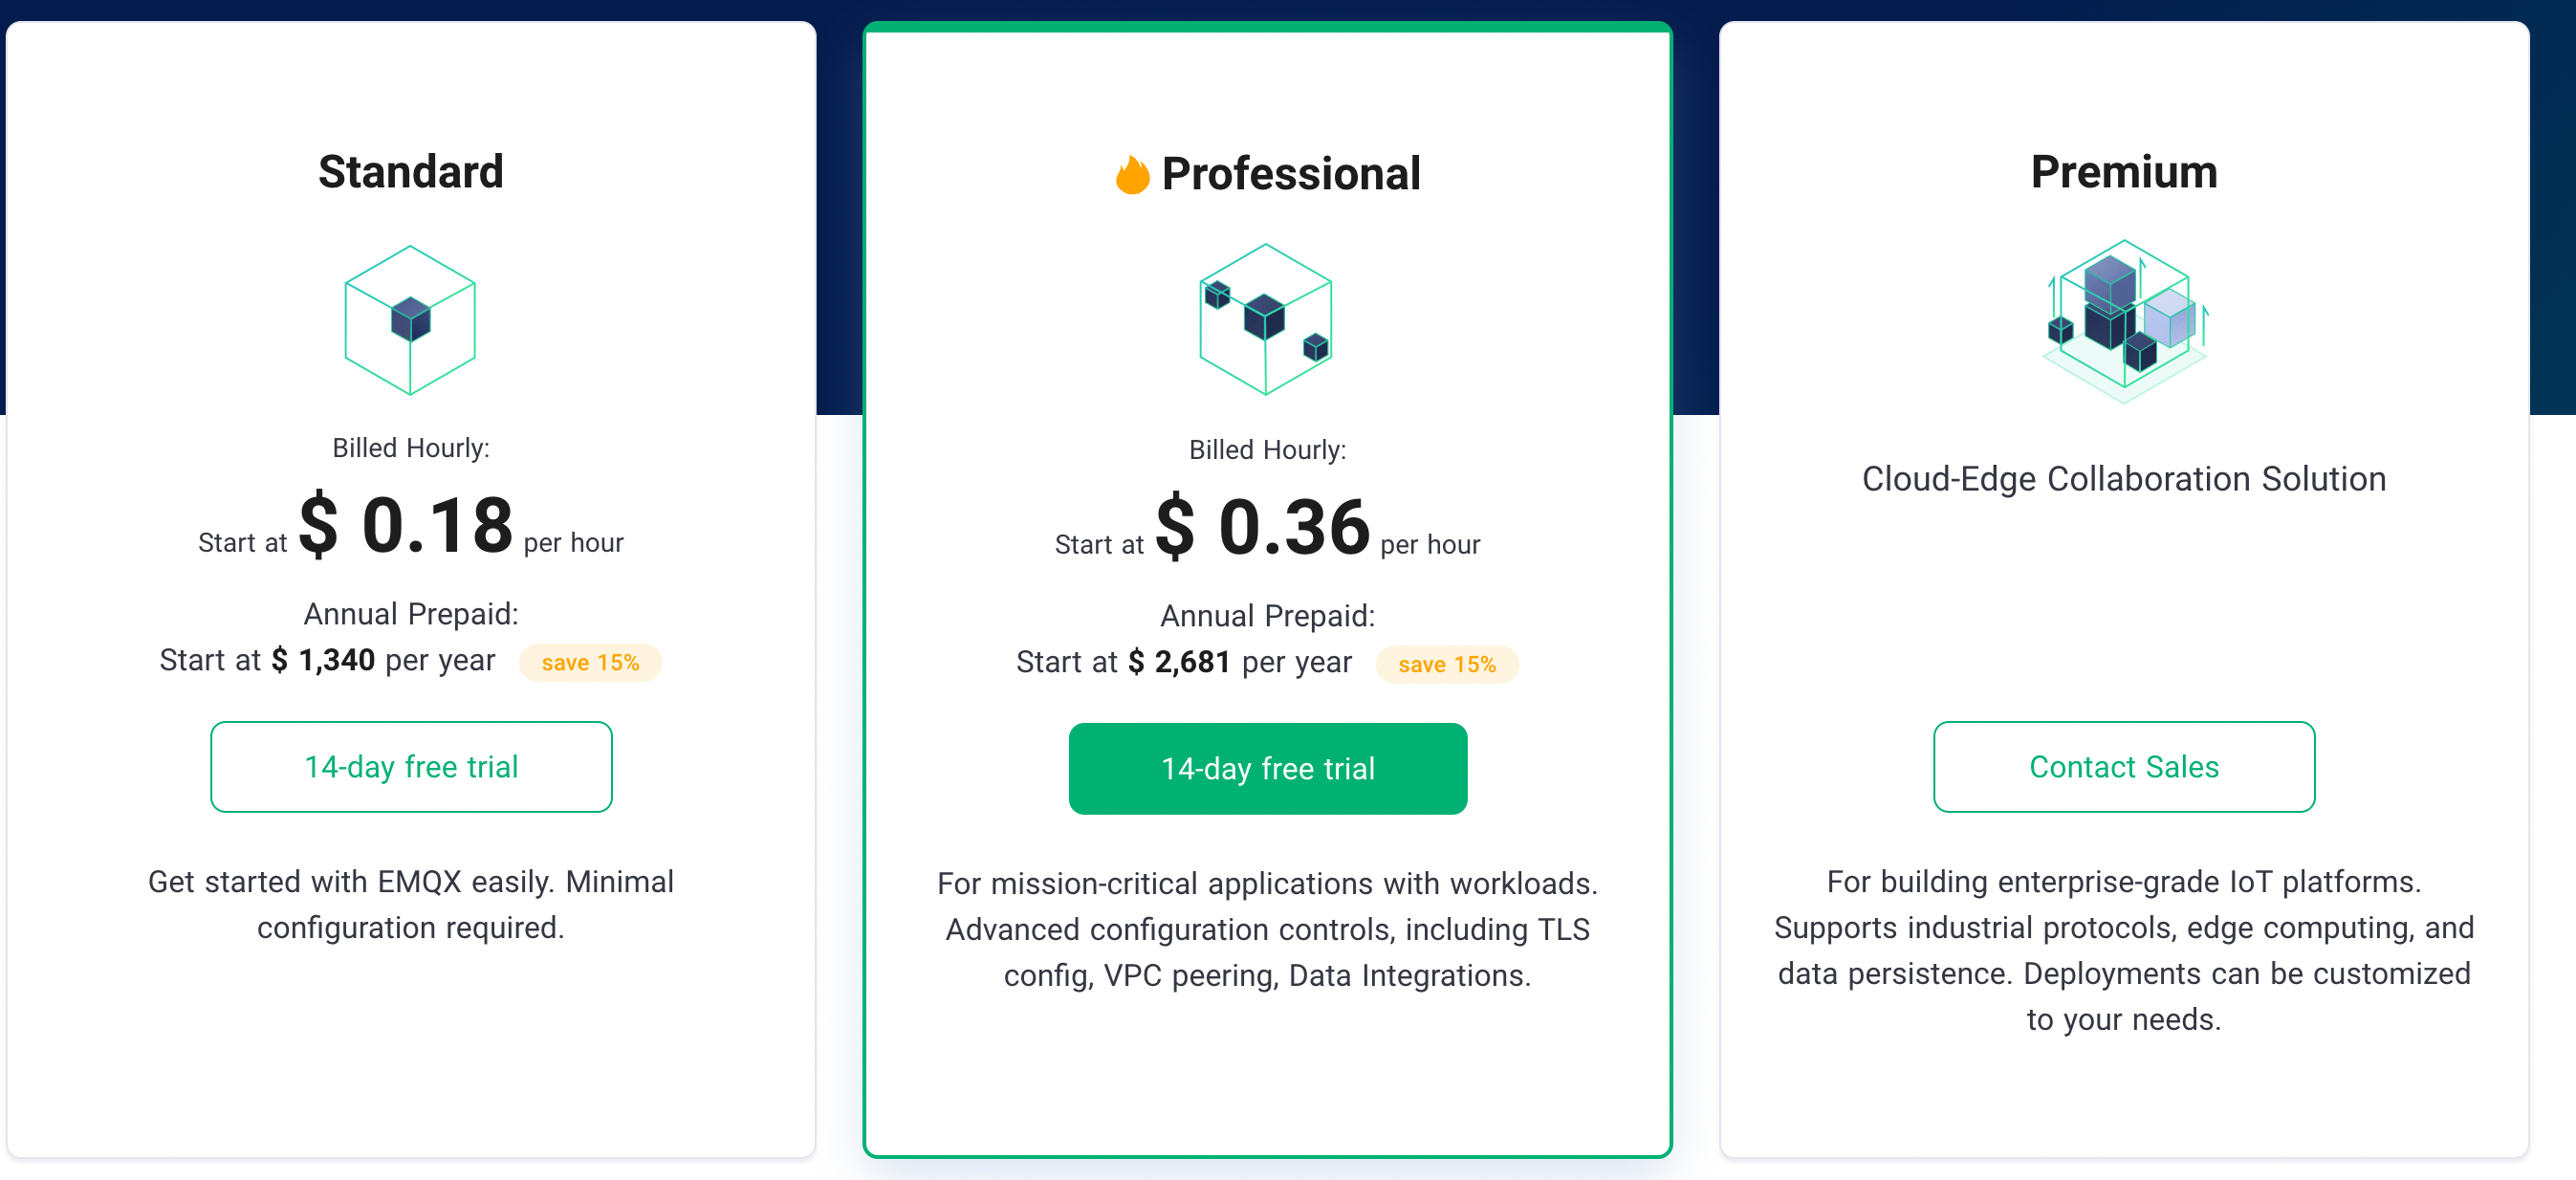 Standard
Billed Hourly:
Start at $ 0.18 per hour
Annual Prepaid:
Start at $ 1,340 per year save 15%
14-day free trial
Get started with EMQX easily. Minimal
configuration required.
Professional
Billed Hourly:
Start at $ 0.36 per hour
Annual Prepaid:
Start at $ 2,681 per year save 15%
14-day free trial
For mission-critical applications with workloads.
Advanced configuration controls, including TLS
config, VPC peering, Data Integrations.
Premium
Cloud-Edge Collaboration Solution
Contact Sales
For building enterprise-grade IoT platforms.
Supports industrial protocols, edge computing, and
data persistence. Deployments can be customized
to your needs.